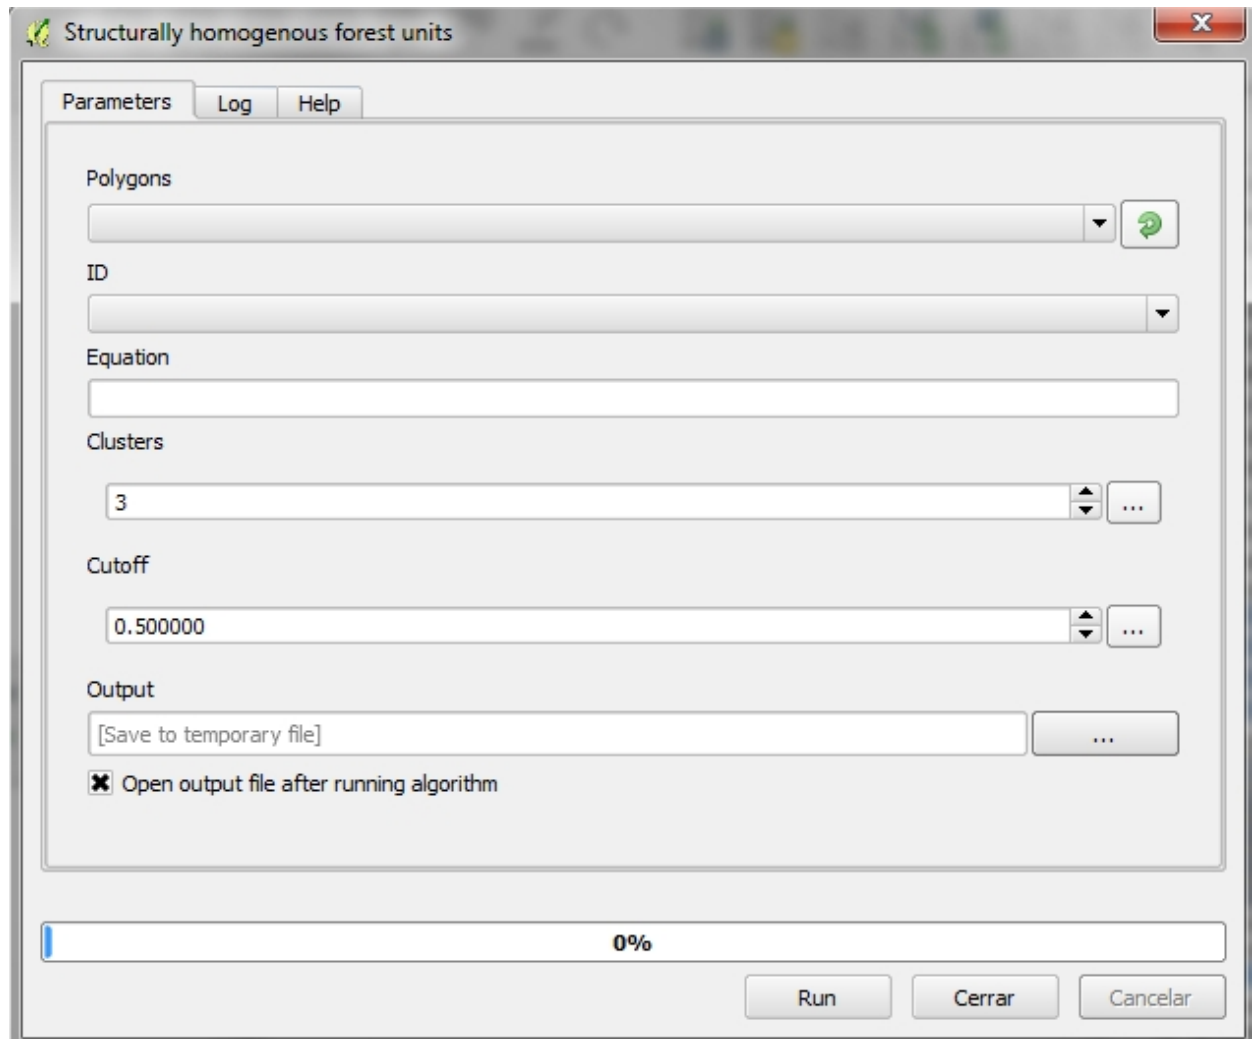 Structurally homogenous forest units
Parameters Log Help
Polygons
ID
Equation
Clusters
3
...
Cutoff
0.500000
...
Output
[Save to temporary file]
...
Open output file after running algorithm
0%
Run Cerrar Cancelar